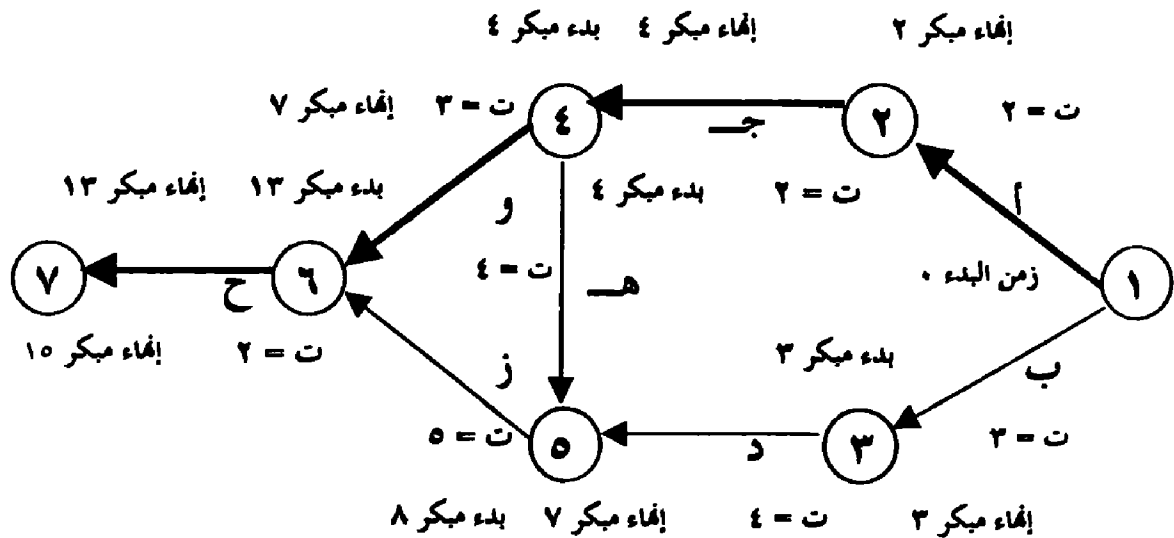 إنهاء مبكر ٢
إنهاء مبكر ٤
بدء مبكر ٤
ت = ٢
٢
جـ
٤
ت = ٣
إنهاء مبكر ٧
أ
ت = ٢
بدء مبكر ٤
و
بدء مبكر ١٣
إنهاء مبكر ١٣
١
زمن البدء ٠
هـ
ت = ٤
٦
ح
٧
ب
بدء مبكر ٣
ز
ت = ٢
إنهاء مبكر ١٥
ت = ٣
٣
د
٥
ت = ٥
إنهاء مبكر ٣
ت = ٤
إنهاء مبكر ٧
بدء مبكر ٨